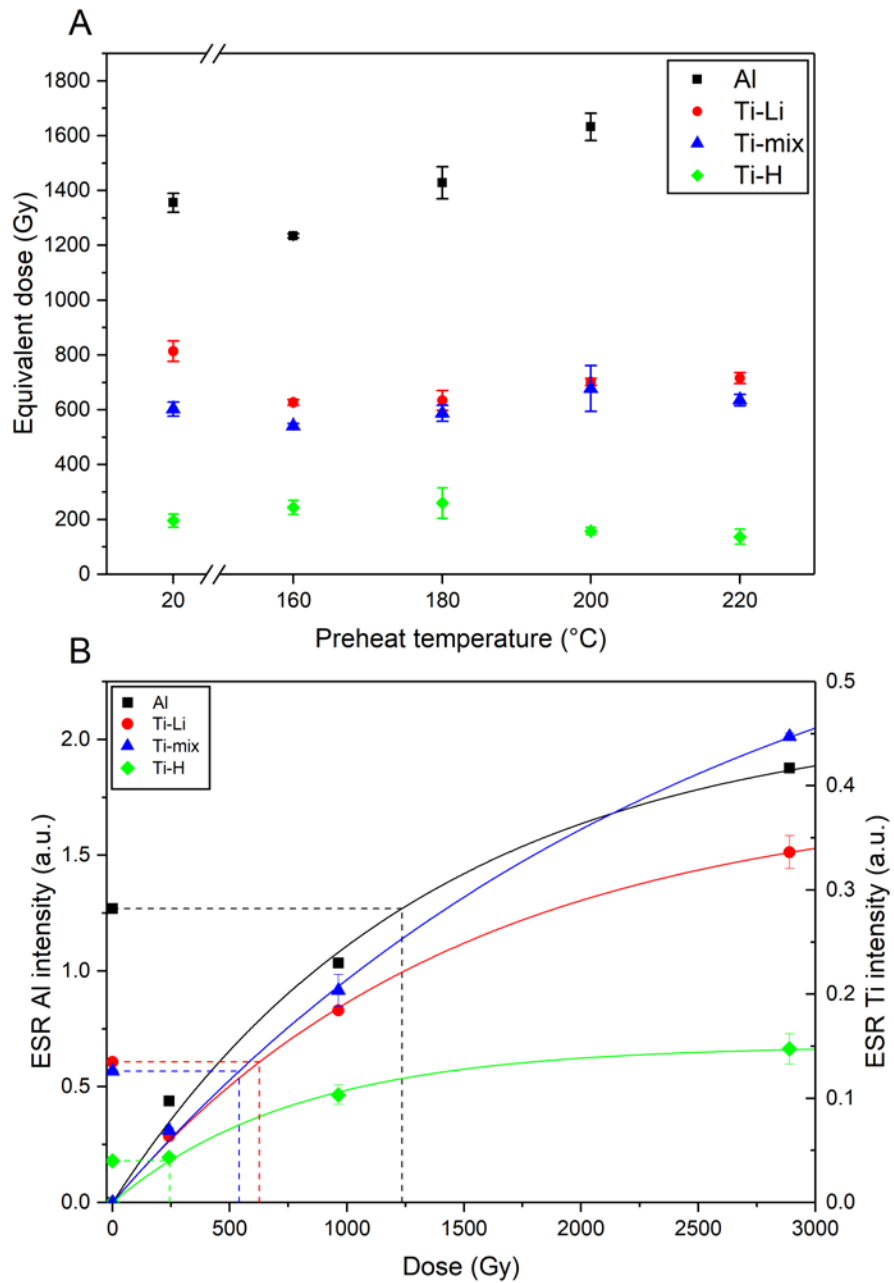 A
1800
1600
1400
1200
1000
800
600
400
200
0
Equivalent dose (Gy)
Al
Ti-Li
Ti-mix
Ti-H
20 160 180 200 220
Preheat temperature (°C)
B
2.0
1.5
1.0
0.5
0.0
ESR Al intensity (a.u.)
Al
Ti-Li
Ti-mix
Ti-H
0.5
0.4
0.3
0.2
0.1
0.0
ESR Ti intensity (a.u.)
0 500 1000 1500 2000 2500 3000
Dose (Gy)